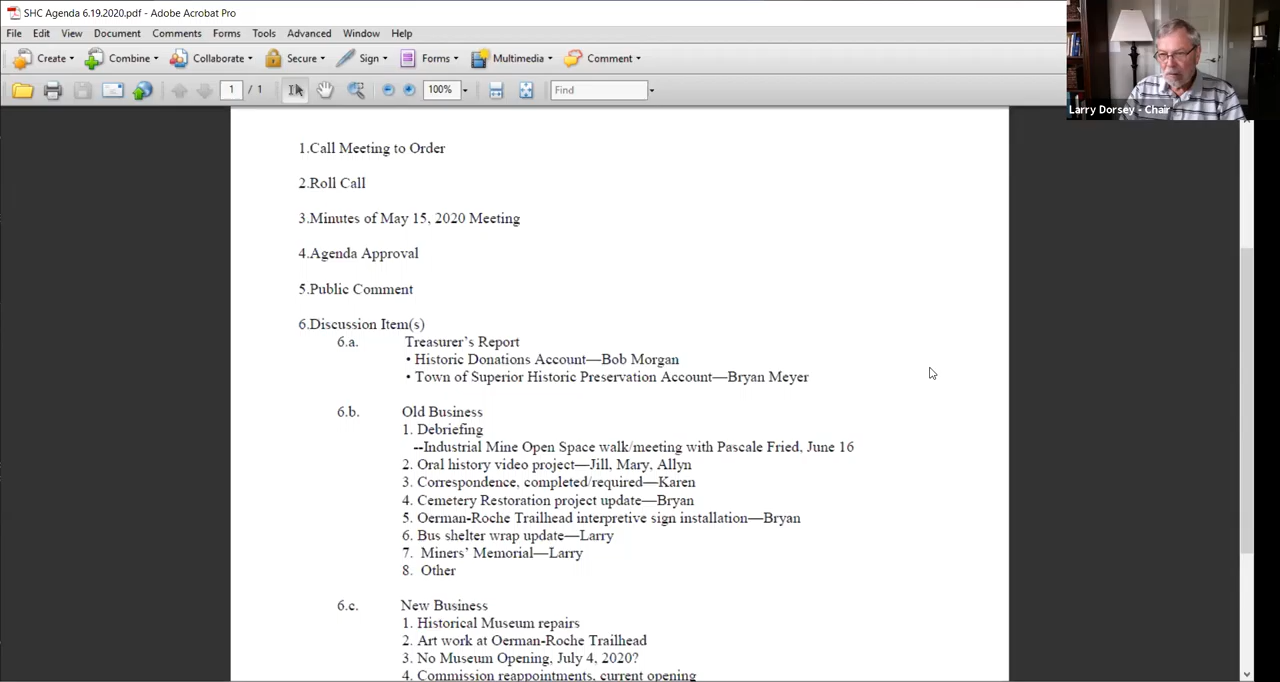 SHC Agenda 6.19.2020.pdf - Adobe Acrobat Pro
File Edit View Document Comments Forms Tools Advanced Window Help
Create Combine Collaborate Secure Sign Forms Multimedia Comment
1 / 1 100% Find
Larry Dorsey - Chair
1.Call Meeting to Order
2.Roll Call
3.Minutes of May 15, 2020 Meeting
4.Agenda Approval
5.Public Comment
6.Discussion Item(s)
6.a. Treasurer's Report
• Historic Donations Account—Bob Morgan
• Town of Superior Historic Preservation Account—Bryan Meyer
6.b. Old Business
1. Debriefing
--Industrial Mine Open Space walk/meeting with Pascale Fried, June 16
2. Oral history video project—Jill, Mary, Allyn
3. Correspondence, completed/required—Karen
4. Cemetery Restoration project update—Bryan
5. Oerman-Roche Trailhead interpretive sign installation—Bryan
6. Bus shelter wrap update—Larry
7. Miners' Memorial—Larry
8. Other
6.c. New Business
1. Historical Museum repairs
2. Art work at Oerman-Roche Trailhead
3. No Museum Opening, July 4, 2020?
4. Commission reappointments, current opening